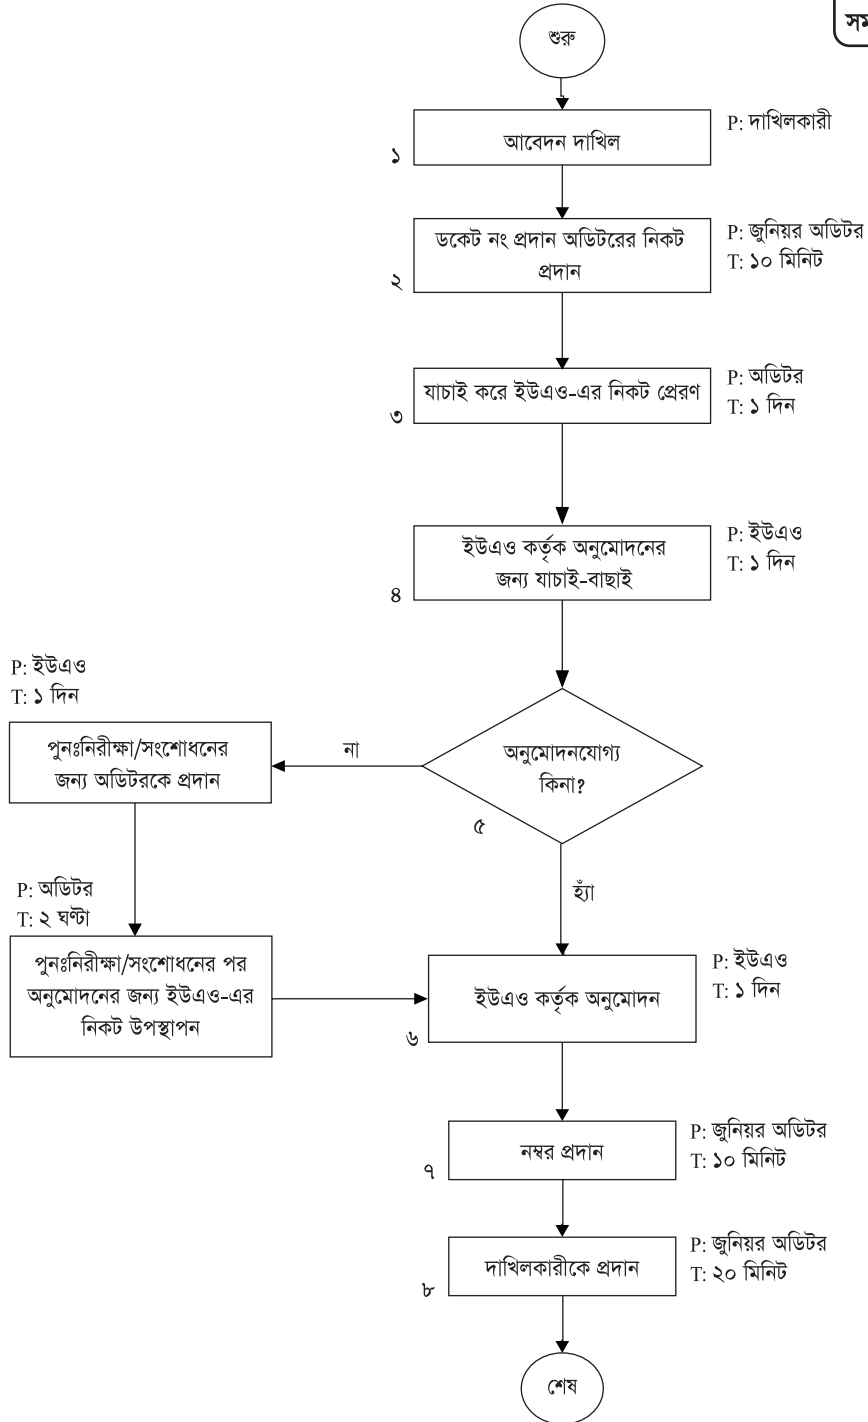 সম
শুরু
আবেদন দাখিল
১
P: দাখিলকারী
ডকেট নং প্রদান অডিটরের নিকট
প্রদান
২
P: জুনিয়র অডিটর
T: ১০ মিনিট
যাচাই করে ইউএও-এর নিকট প্রেরণ
৩
P: অডিটর
T: ১ দিন
ইউএও কর্তৃক অনুমোদনের
জন্য যাচাই-বাছাই
৪
P: ইউএও
T: ১ দিন
অনুমোদনযোগ্য
কিনা?
৫
না
P: ইউএও
T: ১ দিন
পুনঃনিরীক্ষা/সংশোধনের
জন্য অডিটরকে প্রদান
P: অডিটর
T: ২ ঘণ্টা
পুনঃনিরীক্ষা/সংশোধনের পর
অনুমোদনের জন্য ইউএও-এর
নিকট উপস্থাপন
হ্যাঁ
ইউএও কর্তৃক অনুমোদন
৬
P: ইউএও
T: ১ দিন
নম্বর প্রদান
৭
P: জুনিয়র অডিটর
T: ১০ মিনিট
দাখিলকারীকে প্রদান
৮
P: জুনিয়র অডিটর
T: ২০ মিনিট
শেষ